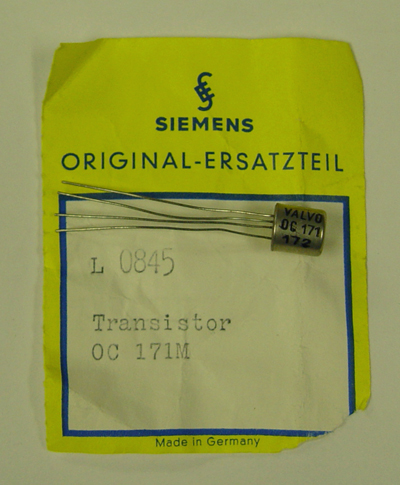 SIEMENS
ORIGINAL-ERSATZTEIL
VALVO
OC 171
172
L 0845
Transistor
OC 171M
Made in Germany